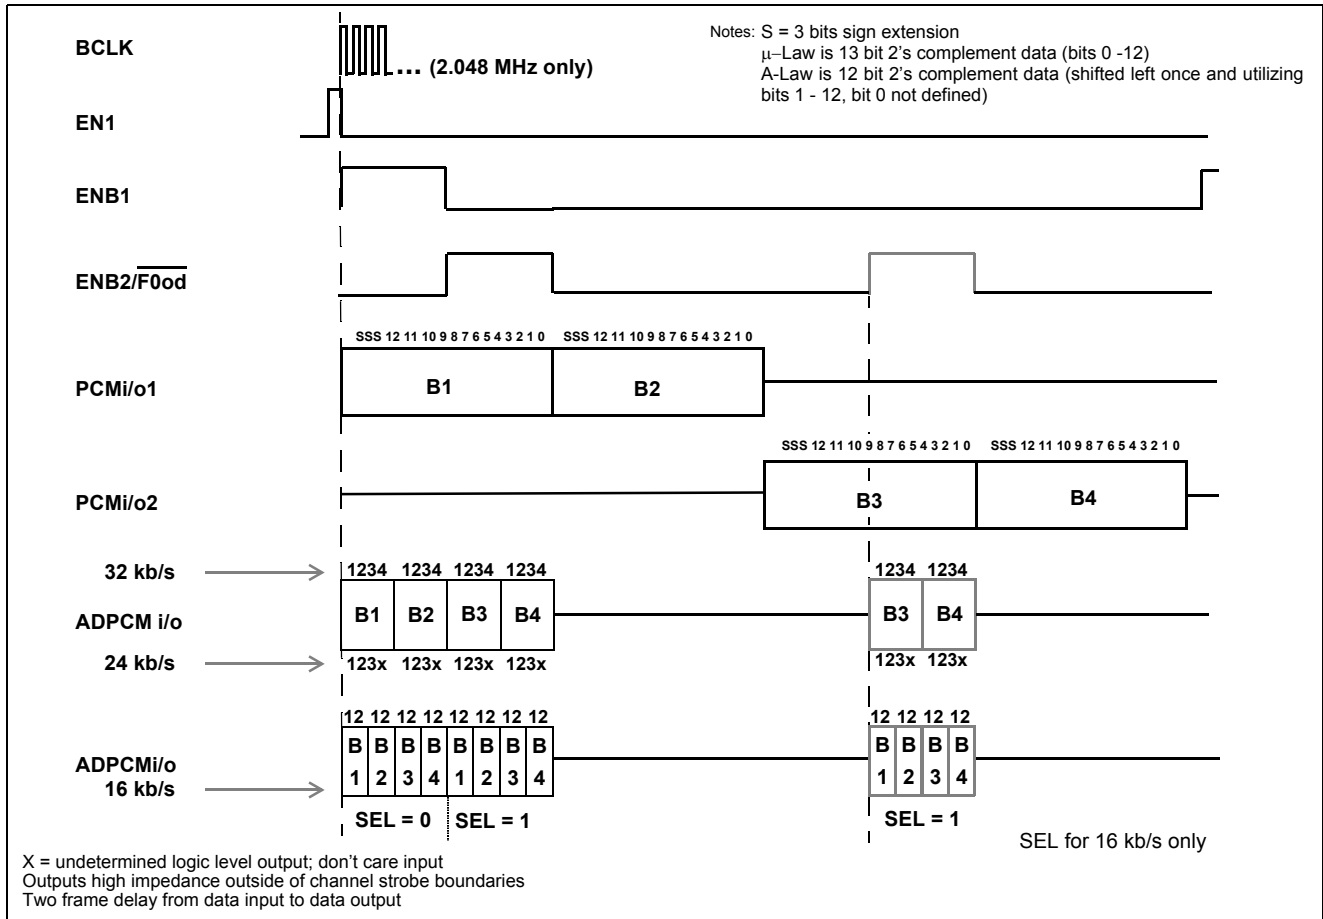 BCLK
... (2.048 MHz only)
Notes: S = 3 bits sign extension
μ–Law is 13 bit 2's complement data (bits 0 -12)
A-Law is 12 bit 2's complement data (shifted left once and utilizing
bits 1 - 12, bit 0 not defined)
EN1
ENB1
ENB2/F0od
SSS 12 11 10 9 8 7 6 5 4 3 2 1 0 SSS 12 11 10 9 8 7 6 5 4 3 2 1 0
PCMi/o1
B1 B2
SSS 12 11 10 9 8 7 6 5 4 3 2 1 0 SSS 12 11 10 9 8 7 6 5 4 3 2 1 0
PCMi/o2
B3 B4
32 kb/s
1234 1234 1234 1234 1234 1234
ADPCM i/o
B1 B2 B3 B4 B3 B4
24 kb/s
123x 123x 123x 123x 123x 123x
12 12 12 12 12 12 12 12 12 12 12 12
B B B B B B B B B B B B
ADPCMi/o
1 2 3 4 1 2 3 4 1 2 3 4
16 kb/s
SEL = 0 SEL = 1 SEL = 1
SEL for 16 kb/s only
X = undetermined logic level output; don't care input
Outputs high impedance outside of channel strobe boundaries
Two frame delay from data input to data output